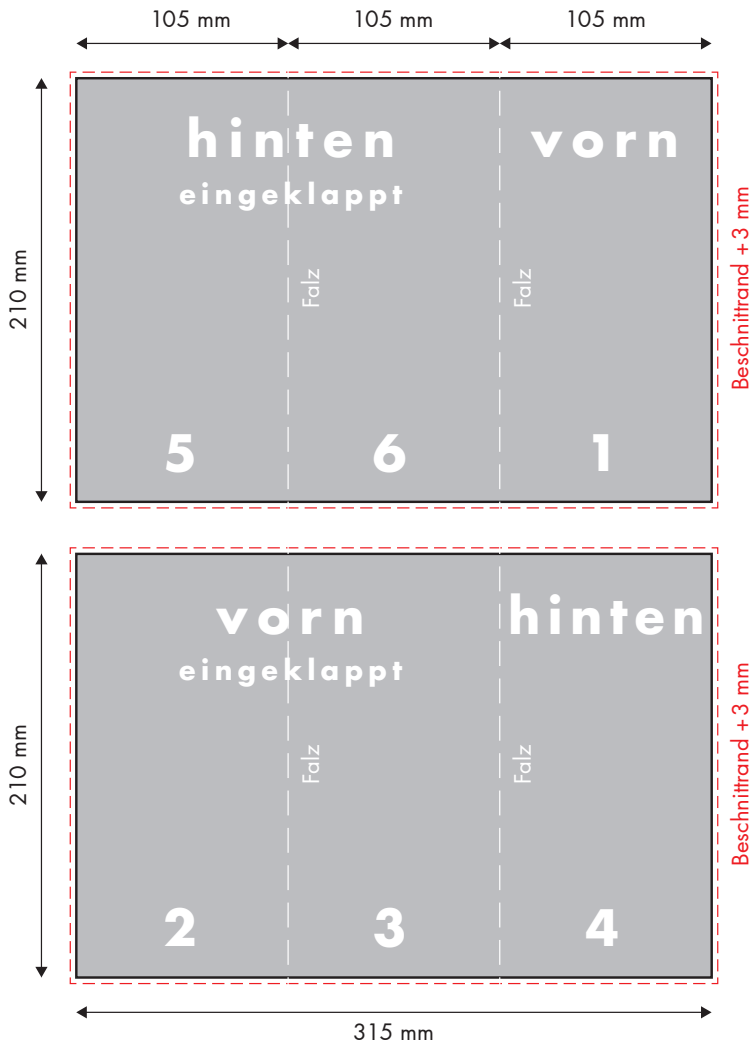 105 mm 105 mm 105 mm
hinten vorn
eingeklappt
210 mm
Falz Falz
Beschnittrand + 3 mm
5 6 1
vorn hinten
eingeklappt
210 mm
Falz Falz
Beschnittrand + 3 mm
2 3 4
315 mm